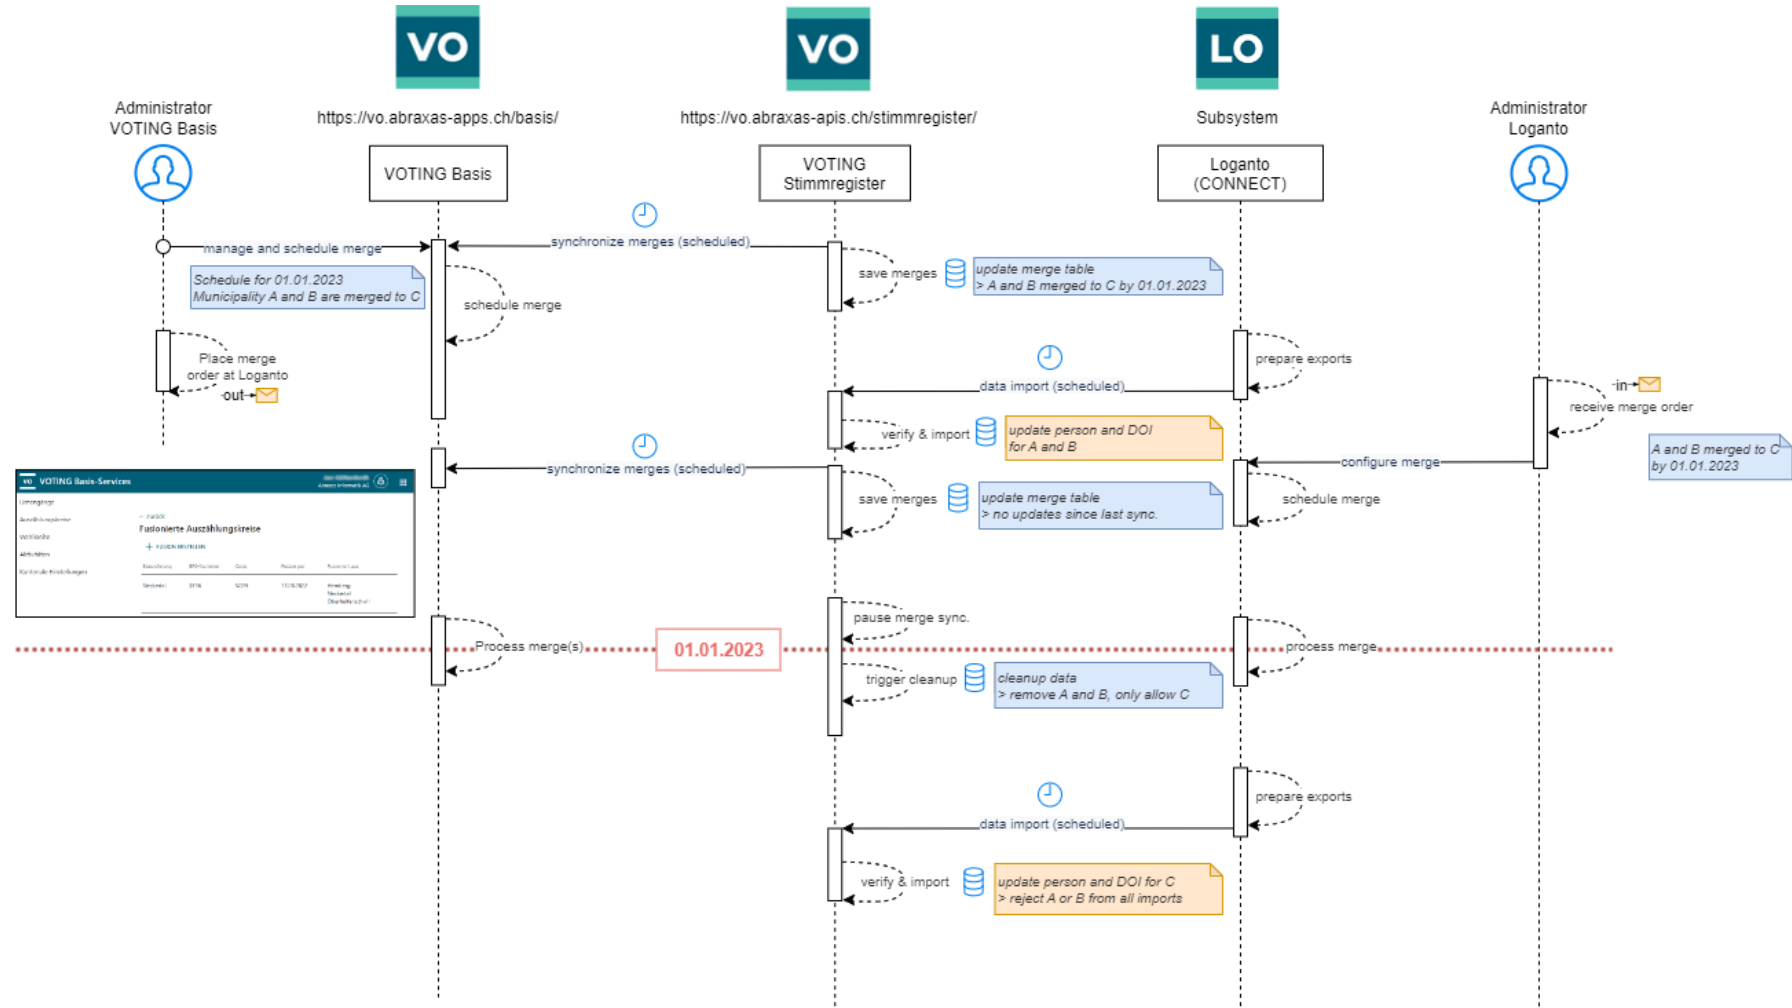 VO
VO
LO
Administrator
VOTING Basis
https://vo.abraxas-apps.ch/basis/
https://vo.abraxas-apis.ch/stimmregister/
Subsystem
Administrator
Loganto
VOTING Basis
VOTING
Stimmregister
Loganto
(CONNECT)
manage and schedule merge
synchronize merges (scheduled)
Schedule for 01.01.2023
Municipality A and B are merged to C
schedule merge
save merges
update merge table
> A and B merged to C by 01.01.2023
Place merge
order at Loganto
out
prepare exports
data import (scheduled)
in
receive merge order
verify & import
update person and DOI
for A and B
A and B merged to C
by 01.01.2023
synchronize merges (scheduled)
configure merge
save merges
update merge table
> no updates since last sync.
schedule merge
VO VOTING Basis-Services
Fusionierte Auszählungskreise
pause merge sync.
Process merge(s)
01.01.2023
process merge
trigger cleanup
cleanup data
> remove A and B, only allow C
prepare exports
data import (scheduled)
verify & import
update person and DOI for C
> reject A or B from all imports